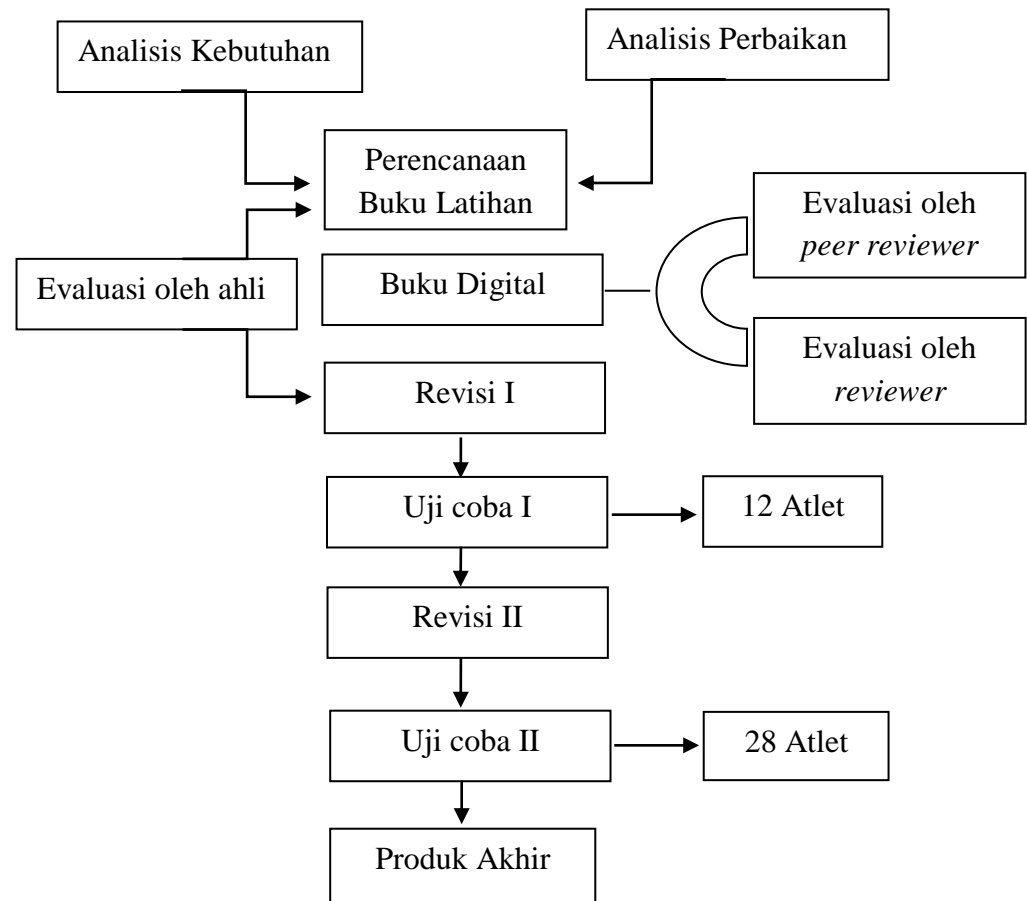 Analisis Kebutuhan
Analisis Perbaikan
Perencanaan
Buku Latihan
Evaluasi oleh
peer reviewer
Evaluasi oleh ahli
Buku Digital
Evaluasi oleh
reviewer
Revisi I
Uji coba I
12 Atlet
Revisi II
Uji coba II
28 Atlet
Produk Akhir